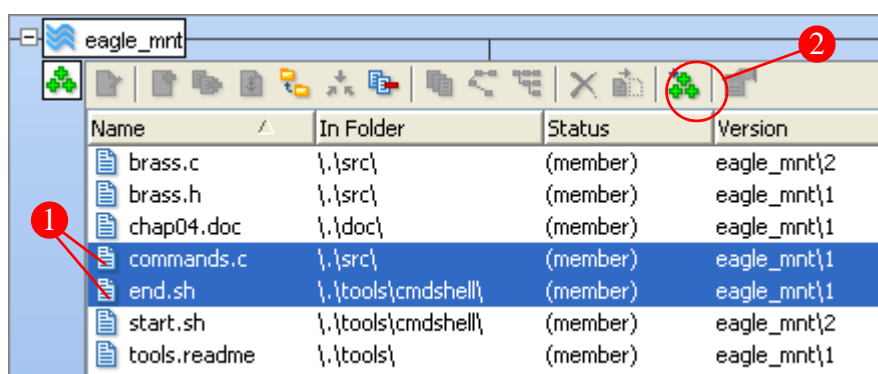 eagle_mnt
2
Name In Folder Status Version
brass.c \.\src\ (member) eagle_mnt\2
brass.h \.\src\ (member) eagle_mnt\1
1 chap04.doc \.\doc\ (member) eagle_mnt\1
commands.c \.\src\ (member) eagle_mnt\1
end.sh \.\tools\cmdshell\ (member) eagle_mnt\1
start.sh \.\tools\cmdshell\ (member) eagle_mnt\2
tools.readme \.\tools\ (member) eagle_mnt\1